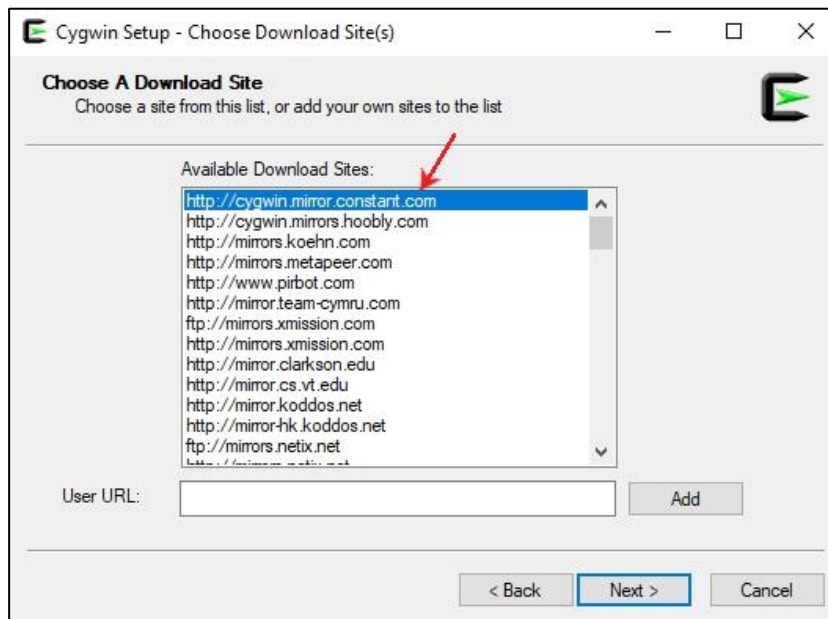 Cygwin Setup - Choose Download Site(s)
Choose A Download Site
Choose a site from this list, or add your own sites to the list
Available Download Sites:
http://cygwin.mirror.constant.com
http://cygwin.mirrors.hoobly.com
http://mirrors.koehn.com
http://mirrors.metapeer.com
http://www.pirbot.com
http://mirror.team-cymru.com
ftp://mirrors.xmission.com
http://mirrors.xmission.com
http://mirror.clarkson.edu
http://mirror.cs.vt.edu
http://mirror.koddos.net
http://mirror-hk.koddos.net
ftp://mirrors.netix.net
User URL:
Add
< Back
Next >
Cancel